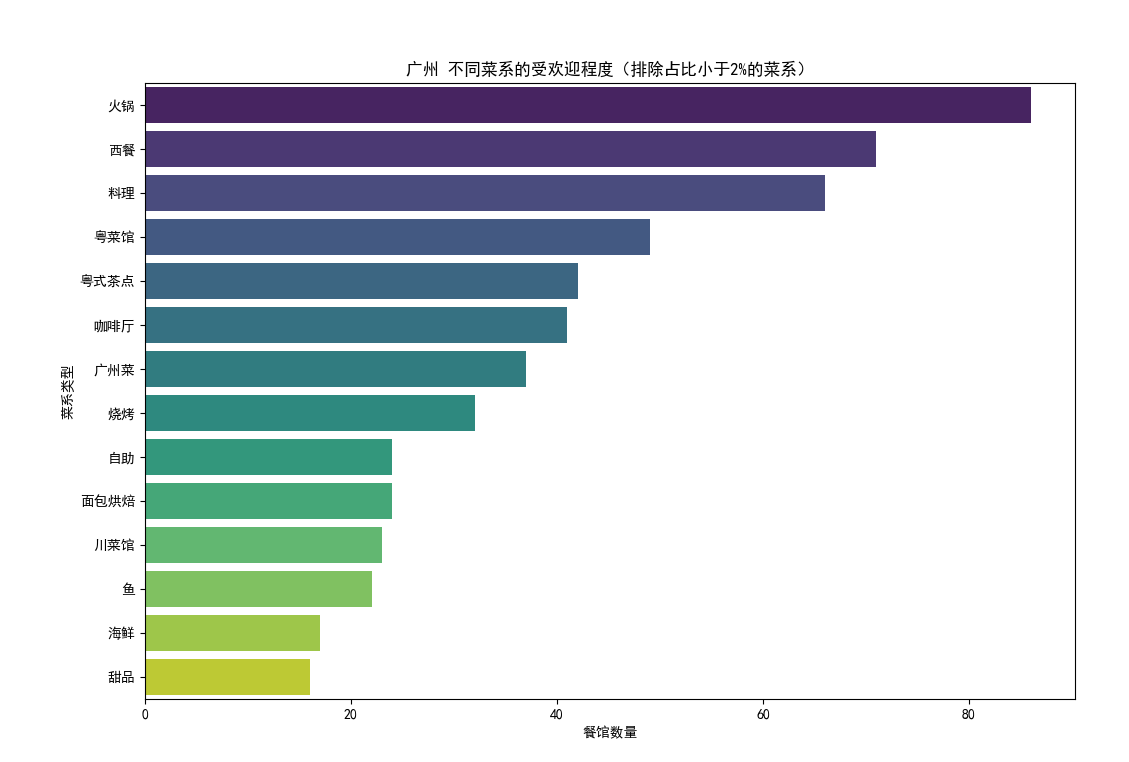 广州 不同菜系的受欢迎程度（排除占比小于2%的菜系）
火锅
西餐
料理
粤菜馆
粤式茶点
咖啡厅
广州菜
烧烤
自助
面包烘焙
川菜馆
鱼
海鲜
甜品
菜系类型
0 20 40 60 80
餐馆数量